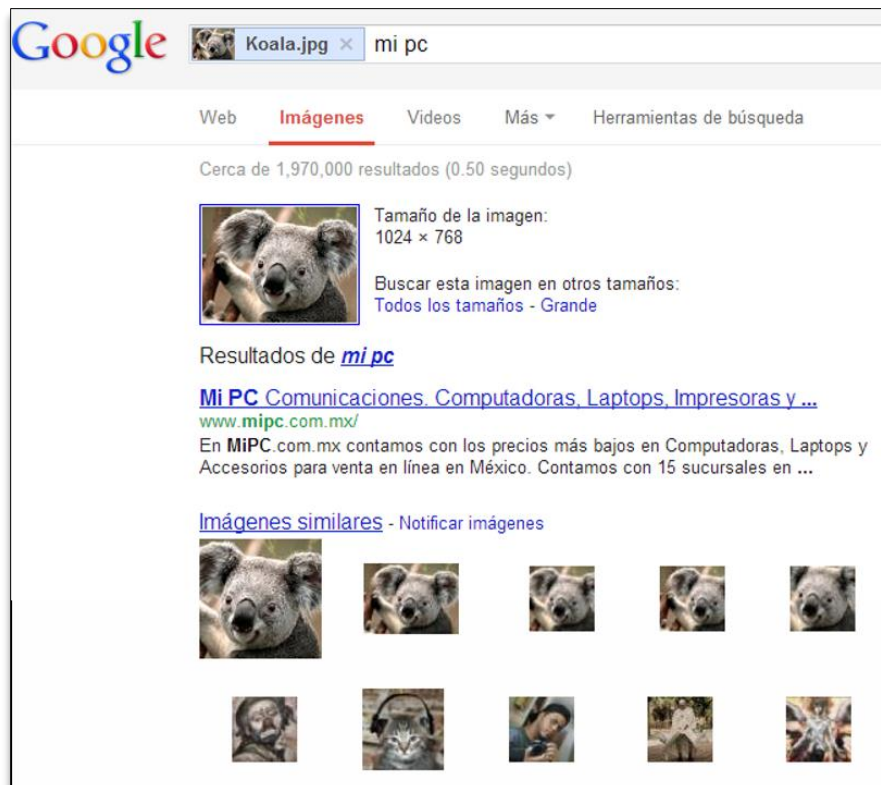 Google Koala.jpg × mi pc
Web Imágenes Videos Más Herramientas de búsqueda
Cerca de 1,970,000 resultados (0.50 segundos)
Tamaño de la imagen:
1024 × 768
Buscar esta imagen en otros tamaños:
Todos los tamaños - Grande
Resultados de mi pc
Mi PC Comunicaciones. Computadoras, Laptops, Impresoras y ...
www.mipc.com.mx/
En MiPC.com.mx contamos con los precios más bajos en Computadoras, Laptops y
Accesorios para venta en línea en México. Contamos con 15 sucursales en ...
Imágenes similares - Notificar imágenes